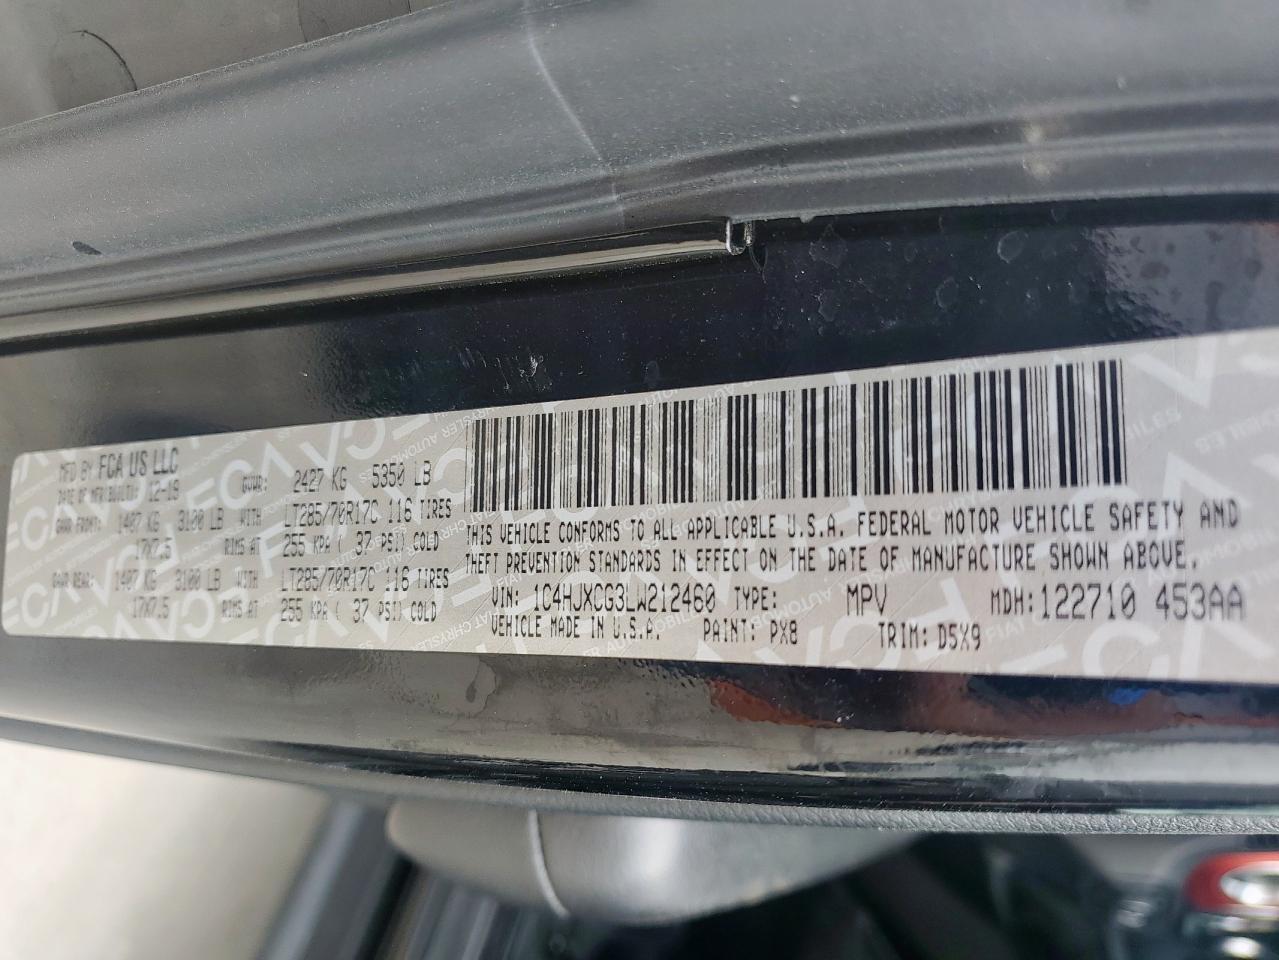 MFD BY FCA US LLC
DATE OF MFR(BUILT): 12-19 GVWR: 2427 KG 5350 LB
GAWR FRONT: 1407 KG 3100 LB WITH LT285/70R17C 116 TIRES
17X7.5 RIMS AT 255 KPA ( 37 PSI) COLD
GAWR REAR: 1407 KG 3100 LB WITH LT285/70R17C 116 TIRES
17X7.5 RIMS AT 255 KPA ( 37 PSI) COLD
THIS VEHICLE CONFORMS TO ALL APPLICABLE U.S.A. FEDERAL MOTOR VEHICLE SAFETY AND
THEFT PREVENTION STANDARDS IN EFFECT ON THE DATE OF MANUFACTURE SHOWN ABOVE.
VIN: 1C4HJXCG3LW212460 TYPE: MPV MDH: 122710 453AA
VEHICLE MADE IN U.S.A. PAINT: PX8 TRIM: D5X9